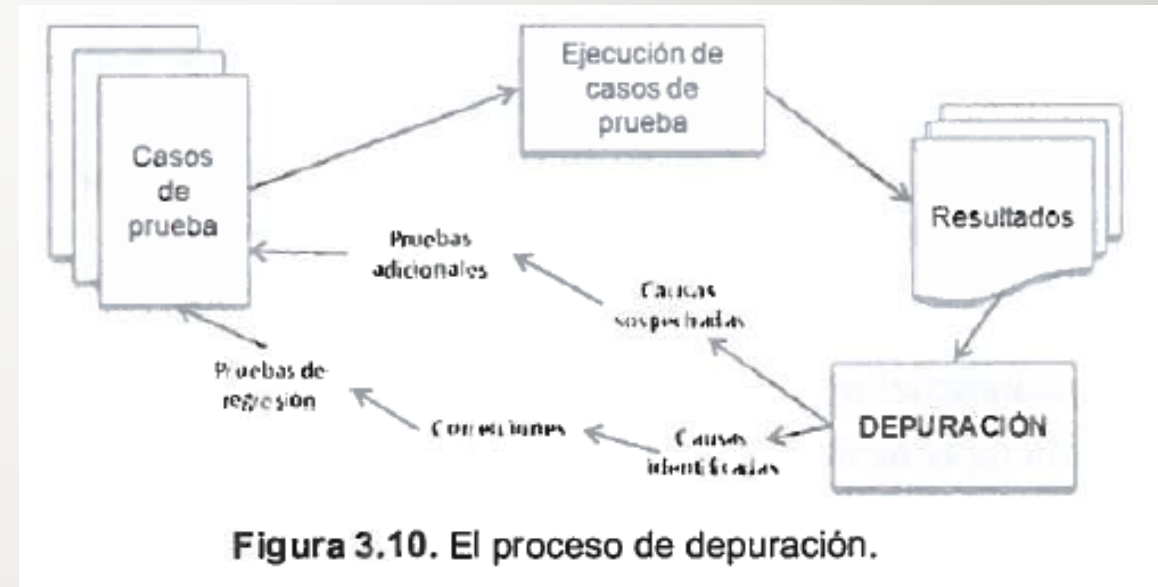 Casos
de
prueba
Ejecución de
casos de
prueba
Resultados
DEPURACIÓN
Causas
sospechadas
Pruebas
adicionales
Causas
identificadas
Correcciones
Pruebas de
regresión
Figura 3.10. El proceso de depuración.